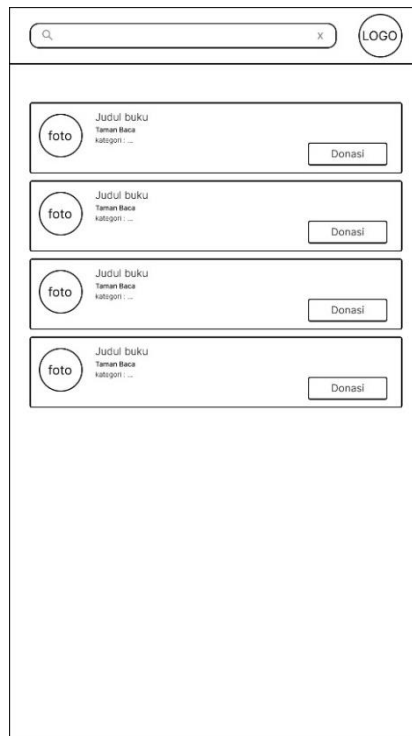 X
LOGO
foto
Judul buku
Taman Baca
kategori : ...
Donasi
foto
Judul buku
Taman Baca
kategori : ...
Donasi
foto
Judul buku
Taman Baca
kategori : ...
Donasi
foto
Judul buku
Taman Baca
kategori : ...
Donasi